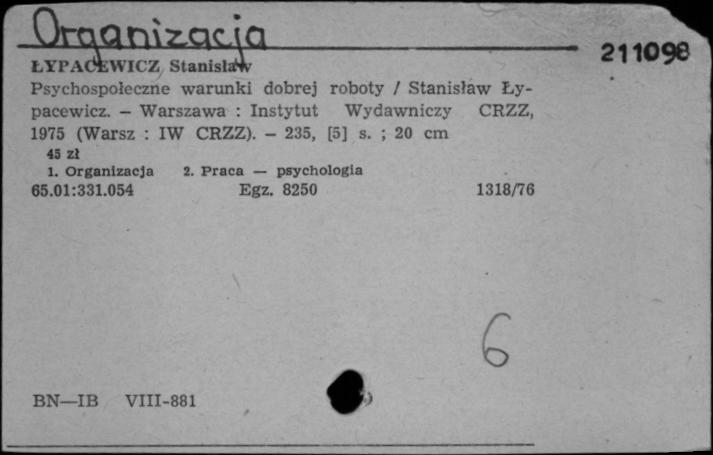 Organizacja
211098
ŁYPACEWICZ, Stanisław
Psychospołeczne warunki dobrej roboty / Stanisław Ły-
pacewicz. — Warszawa : Instytut Wydawniczy CRZZ,
1975 (Warsz : IW CRZZ). — 235, [5] s. ; 20 cm
45 zł
1. Organizacja 2. Praca — psychologia
65.01:331.054 Egz. 8250 1318/76
6
BN—IB VIII-881